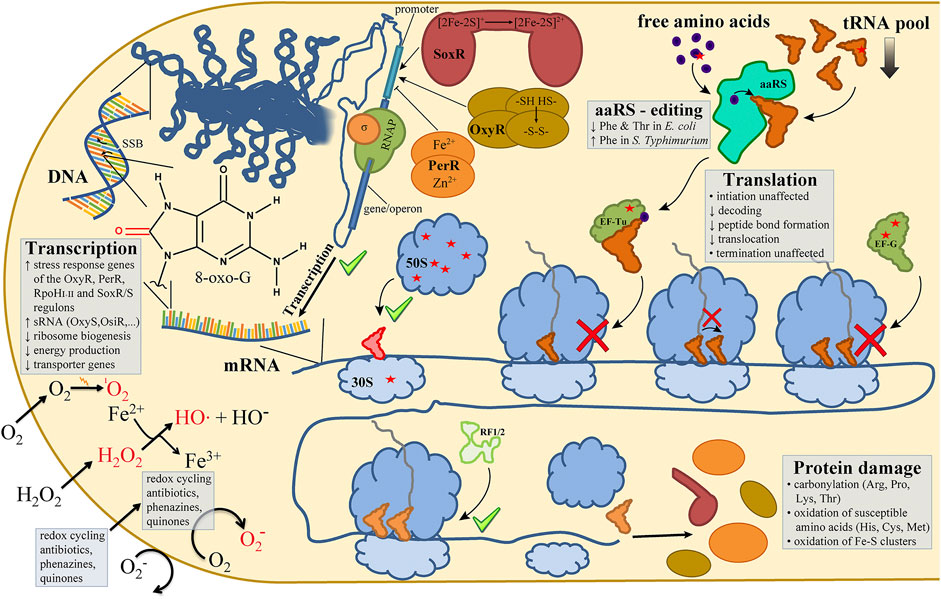 promoter
[2Fe-2S]⁺
[2Fe-2S]²⁺
SoxR
free amino acids
tRNA pool
aaRS
aaRS - editing
↓ Phe & Thr in E. coli
↑ Phe in S. Typhimurium
-SH HS-
OxyR
-S-S-
σ
RNAP
Fe²⁺
PerR
Zn²⁺
gene/operon
SSB
DNA
O
H
N
N
H
O
N
N
N
H
H
H
8-oxo-G
Transcription
↑ stress response genes
of the OxyR, PerR,
RpoHI-II and SoxR/S
regulons
↑ sRNA (OxyS,OsiR,...)
↓ ribosome biogenesis
↓ energy production
↓ transporter genes
Transcription
mRNA
50S
30S
Translation
• intiation unaffected
↓ decoding
↓ peptide bond formation
↓ translocation
• termination unaffected
EF-Tu
EF-G
O₂
O₂
¹O₂
Fe²⁺
HO· + HO⁻
H₂O₂
Fe³⁺
H₂O₂
redox cycling
antibiotics,
phenazines,
quinones
O₂⁻
O₂
redox cycling
antibiotics,
phenazines,
quinones
O₂⁻
RF1/2
Protein damage
• carbonylation (Arg, Pro,
Lys, Thr)
• oxidation of susceptible
amino acids (His, Cys, Met)
• oxidation of Fe-S clusters